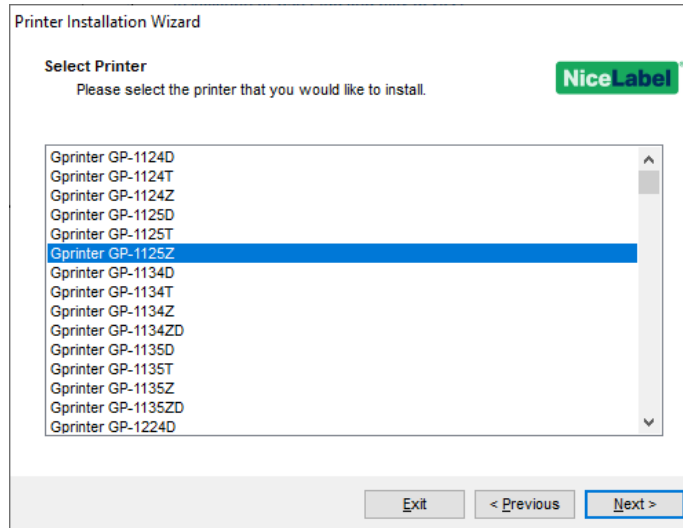 Printer Installation Wizard
Select Printer
Please select the printer that you would like to install.
NiceLabel
Gprinter GP-1124D
Gprinter GP-1124T
Gprinter GP-1124Z
Gprinter GP-1125D
Gprinter GP-1125T
Gprinter GP-1125Z
Gprinter GP-1134D
Gprinter GP-1134T
Gprinter GP-1134Z
Gprinter GP-1134ZD
Gprinter GP-1135D
Gprinter GP-1135T
Gprinter GP-1135Z
Gprinter GP-1135ZD
Gprinter GP-1224D
Exit
< Previous
Next >